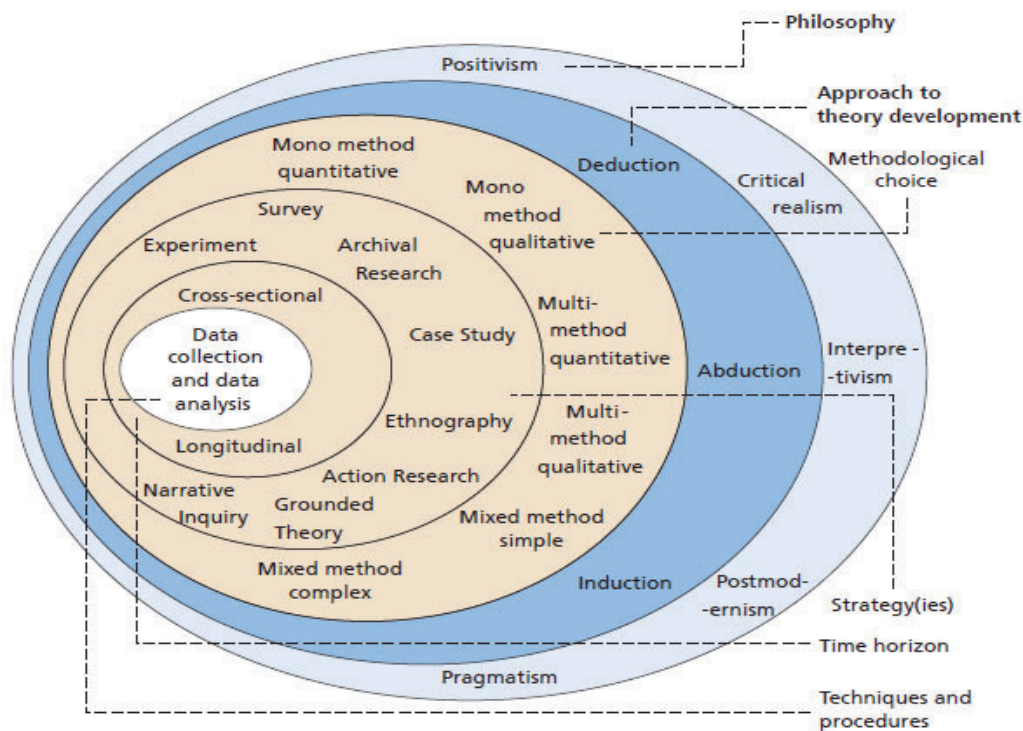 Philosophy
Positivism
Approach to
theory development
Mono method
quantitative
Deduction
Methodological
choice
Critical
realism
Mono
method
qualitative
Survey
Experiment
Archival
Research
Cross-sectional
Data
collection
and data
analysis
Case Study
Multi-
method
quantitative
Abduction
Interpre -
-tivism
Ethnography
Multi-
method
qualitative
Longitudinal
Action Research
Narrative
Inquiry
Grounded
Theory
Mixed method
simple
Mixed method
complex
Induction
Postmod-
-ernism
Strategy(ies)
Time horizon
Pragmatism
Techniques and
procedures